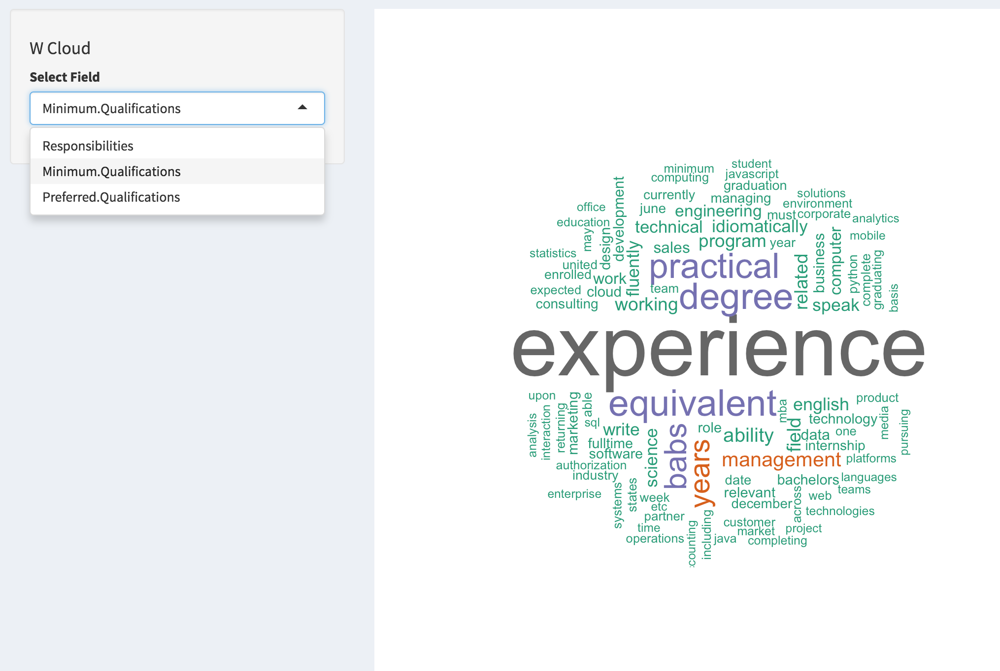 W Cloud
Select Field
Minimum.Qualifications
Responsibilities
Minimum.Qualifications
Preferred.Qualifications
student
minimum
javascript
computing
graduation
development
currently
managing
solutions
environment
office
june
engineering
must
corporate
analytics
education
technical
idiomatically
may
design
program
year
mobile
sales
business
computer
statistics
fluently
practical
related
python
complete
graduating
united
enrolled
work
expected
cloud
team
degree
basis
consulting
working
speak
experience
upon
marketing
able
equivalent
mba
english
product
analysis
interaction
returning
sql
technology
media
pursuing
write
role
ability
field
data
one
fulltime
science
babs
years
internship
software
management
platforms
authorization
industry
date
bachelors
languages
enterprise
systems
states
week
relevant
across
web
teams
etc
december
technologies
partner
customer
time
market
project
operations
counting
including
java
completing